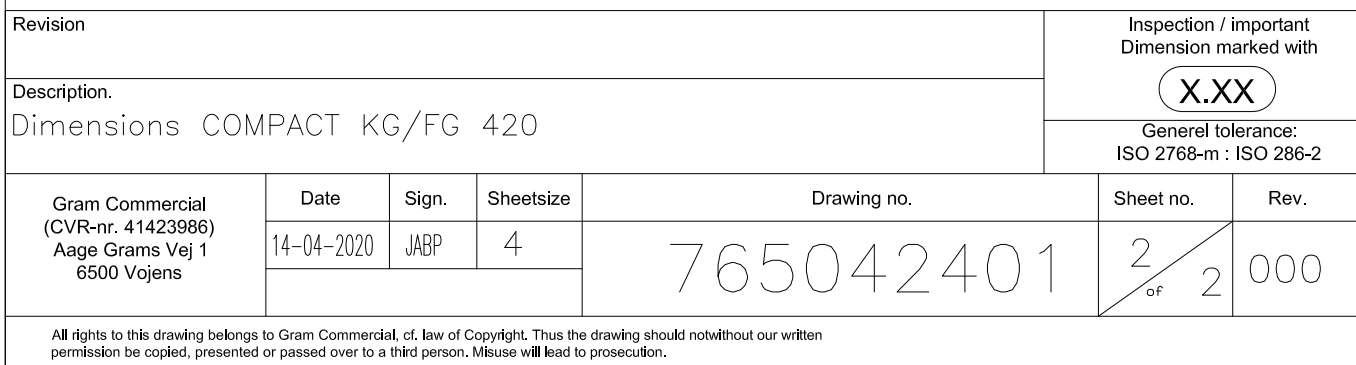 Revision
Inspection / important
Dimension marked with
X.XX
Description.
Dimensions COMPACT KG/FG 420
Generel tolerance:
ISO 2768-m : ISO 286-2
Gram Commercial
(CVR-nr. 41423986)
Aage Grams Vej 1
6500 Vojens
Date
Sign.
Sheetsize
Drawing no.
Sheet no.
Rev.
14-04-2020
JABP
4
765042401
2
of 2
000
All rights to this drawing belongs to Gram Commercial, cf. law of Copyright. Thus the drawing should notwithout our written
permission be copied, presented or passed over to a third person. Misuse will lead to prosecution.